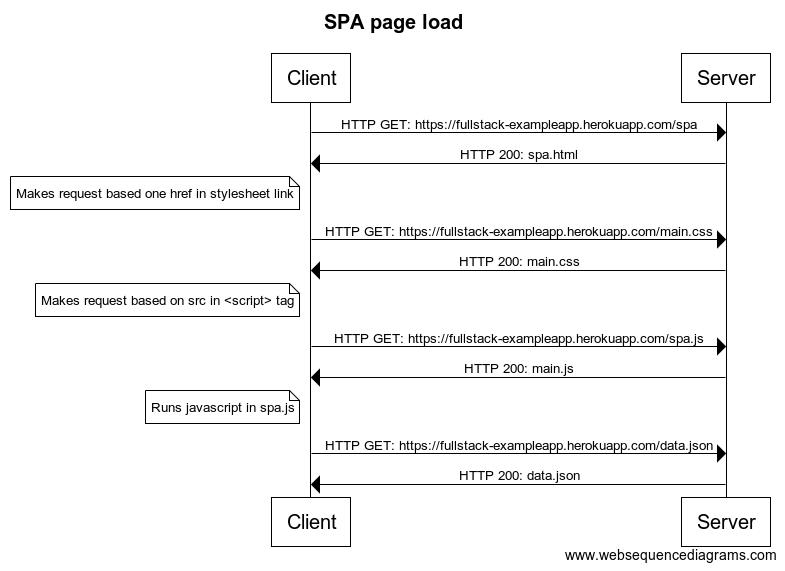 SPA page load
Client
Server
HTTP GET: https://fullstack-exampleapp.herokuapp.com/spa
HTTP 200: spa.html
Makes request based one href in stylesheet link
HTTP GET: https://fullstack-exampleapp.herokuapp.com/main.css
HTTP 200: main.css
Makes request based on src in <script> tag
HTTP GET: https://fullstack-exampleapp.herokuapp.com/spa.js
HTTP 200: main.js
Runs javascript in spa.js
HTTP GET: https://fullstack-exampleapp.herokuapp.com/data.json
HTTP 200: data.json
Client
Server
www.websequencediagrams.com